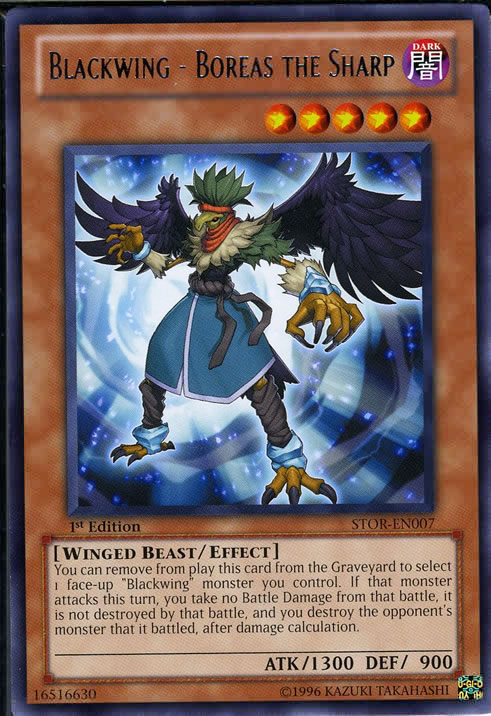 BLACKWING - BOREAS THE SHARP
DARK
闇
1st Edition
STOR-EN007
[WINGED BEAST/EFFECT]
You can remove from play this card from the Graveyard to select
1 face-up "Blackwing" monster you control. If that monster
attacks this turn, you take no Battle Damage from that battle, it
is not destroyed by that battle, and you destroy the opponent's
monster that it battled, after damage calculation.
ATK/1300 DEF/ 900
16516630
©1996 KAZUKI TAKAHASHI